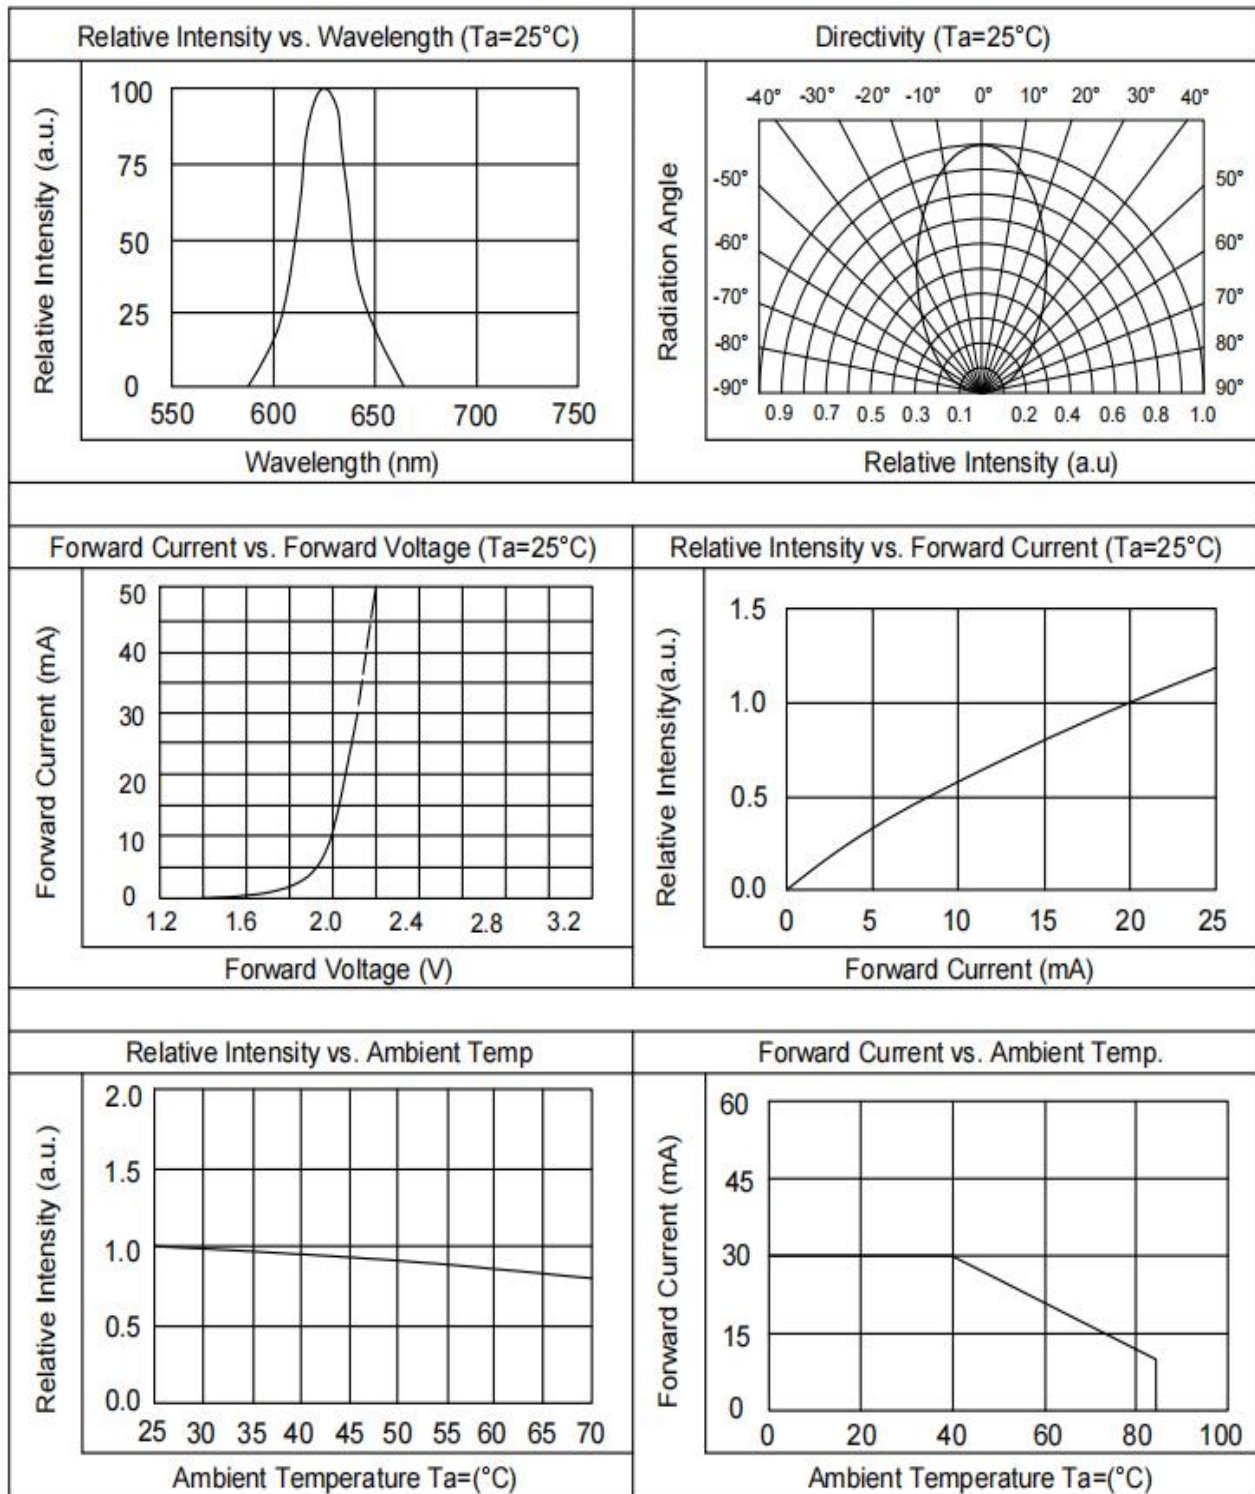 Relative Intensity vs. Wavelength (Ta=25°C)
Directivity (Ta=25°C)
Relative Intensity (a.u.)
100
75
50
25
0
550 600 650 700 750
Wavelength (nm)
Radiation Angle
-40° -30° -20° -10° 0° 10° 20° 30° 40°
-50° 50°
-60° 60°
-70° 70°
-80° 80°
-90° 90°
0.9 0.7 0.5 0.3 0.1 0.2 0.4 0.6 0.8 1.0
Relative Intensity (a.u)
Forward Current vs. Forward Voltage (Ta=25°C)
Relative Intensity vs. Forward Current (Ta=25°C)
Forward Current (mA)
50
40
30
20
10
0
1.2 1.6 2.0 2.4 2.8 3.2
Forward Voltage (V)
Relative Intensity(a.u.)
1.5
1.0
0.5
0.0
0 5 10 15 20 25
Forward Current (mA)
Relative Intensity vs. Ambient Temp
Forward Current vs. Ambient Temp.
Relative Intensity (a.u.)
2.0
1.5
1.0
0.5
0.0
25 30 35 40 45 50 55 60 65 70
Ambient Temperature Ta=(°C)
Forward Current (mA)
60
45
30
15
0
0 20 40 60 80 100
Ambient Temperature Ta=(°C)